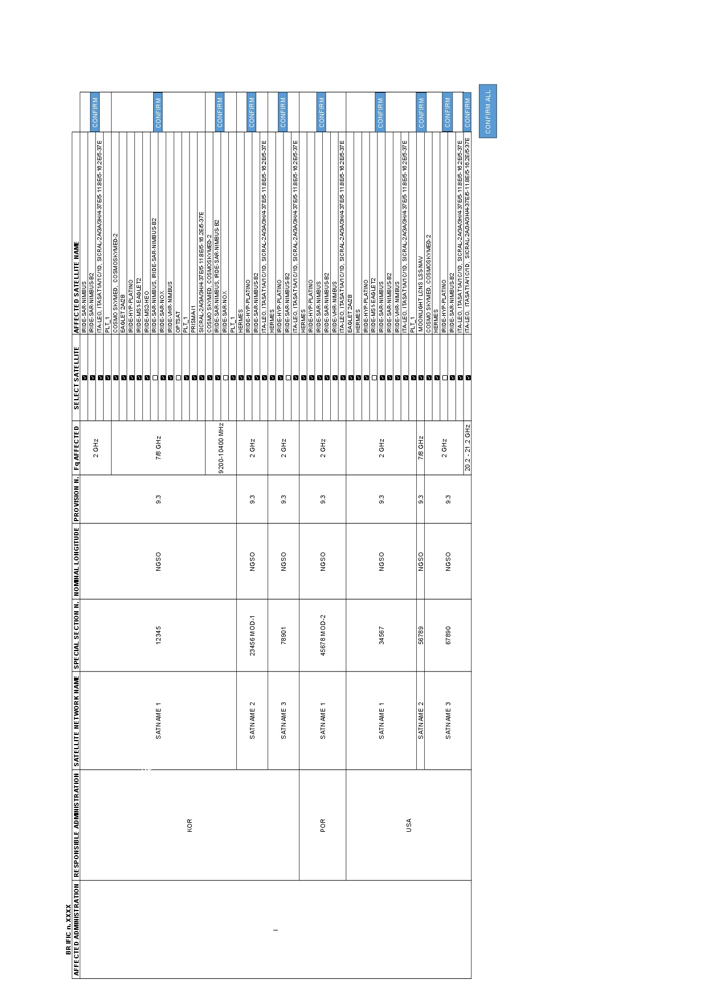 BR IFIC n. XXXX
AFFECTED ADMINISTRATION RESPONSIBLE ADMINISTRATION SATELLITE NETWORK NAME SPECIAL SECTION N. NOMINAL LONGITUDE PROVISION N. Fq AFFECTED SELECT SATELLITE AFFECTED SATELLITE NAME
I
KOR
SATNAME 1
12345
NGSO
9.3
2 GHz
IRIDE-SAR-NIMBUS
IRIDE-SAR-NIMBUS-B2
ITA-LEO, ITASAT1A/1C/1D, SICRAL-2A/3A/3H/4-37E/5-11.8E/5-16.2E/5-37E
PLT_1
CONFIRM
7/8 GHz
COSMO SKYMED, COSMOSKYMED-2
EAGLET 2A/2B
IRIDE-HYP-PLATINO
IRIDE-MS1-EAGLET2
IRIDE-MS2-HEO
IRIDE-SAR-NIMBUS, IRIDE-SAR-NIMBUS-B2
IRIDE-SAR-NOX
IRIDE-VHR-NIMBUS
OPTSAT
PLT_1
PRISMA-I1
SICRAL-2A/3A/3H/4-37E/5-11.8E/5-16.2E/5-37E
CONFIRM
9200-10400 MHz
COSMO SKYMED, COSMOSKYMED-2
IRIDE-SAR-NIMBUS, IRIDE-SAR-NIMBUS-B2
IRIDE-SAR-NOX
PLT_1
CONFIRM
SATNAME 2
23456 MOD-1
NGSO
9.3
2 GHz
HERMES
IRIDE-HYP-PLATINO
IRIDE-SAR-NIMBUS-B2
ITA-LEO, ITASAT1A/1C/1D, SICRAL-2A/3A/3H/4-37E/5-11.8E/5-16.2E/5-37E
CONFIRM
SATNAME 3
78901
NGSO
9.3
2 GHz
HERMES
IRIDE-HYP-PLATINO
IRIDE-SAR-NIMBUS-B2
ITA-LEO, ITASAT1A/1C/1D, SICRAL-2A/3A/3H/4-37E/5-11.8E/5-16.2E/5-37E
CONFIRM
POR
SATNAME 1
45678 MOD-2
NGSO
9.3
2 GHz
HERMES
IRIDE-HYP-PLATINO
IRIDE-SAR-NIMBUS
IRIDE-SAR-NIMBUS-B2
IRIDE-VHR-NIMBUS
ITA-LEO, ITASAT1A/1C/1D, SICRAL-2A/3A/3H/4-37E/5-11.8E/5-16.2E/5-37E
CONFIRM
USA
SATNAME 1
34567
NGSO
9.3
2 GHz
EAGLET 2A/2B
HERMES
IRIDE-HYP-PLATINO
IRIDE-MS1-EAGLET2
IRIDE-SAR-NIMBUS
IRIDE-SAR-NIMBUS-B2
IRIDE-VHR-NIMBUS
ITA-LEO, ITASAT1A/1C/1D, SICRAL-2A/3A/3H/4-37E/5-11.8E/5-16.2E/5-37E
PLT_1
CONFIRM
SATNAME 2
56789
NGSO
9.3
7/8 GHz
MOONLIGHT LCNS LSS-NAV
CONFIRM
SATNAME 3
67890
NGSO
9.3
2 GHz
COSMO SKYMED, COSMOSKYMED-2
HERMES
IRIDE-HYP-PLATINO
IRIDE-SAR-NIMBUS-B2
ITA-LEO, ITASAT1A/1C/1D, SICRAL-2A/3A/3H/4-37E/5-11.8E/5-16.2E/5-37E
CONFIRM
20.2 - 21.2 GHz
ITA-LEO, ITASAT1A/1C/1D, SICRAL-2A/3A/3H/4-37E/5-11.8E/5-16.2E/5-37E
CONFIRM
CONFIRM ALL